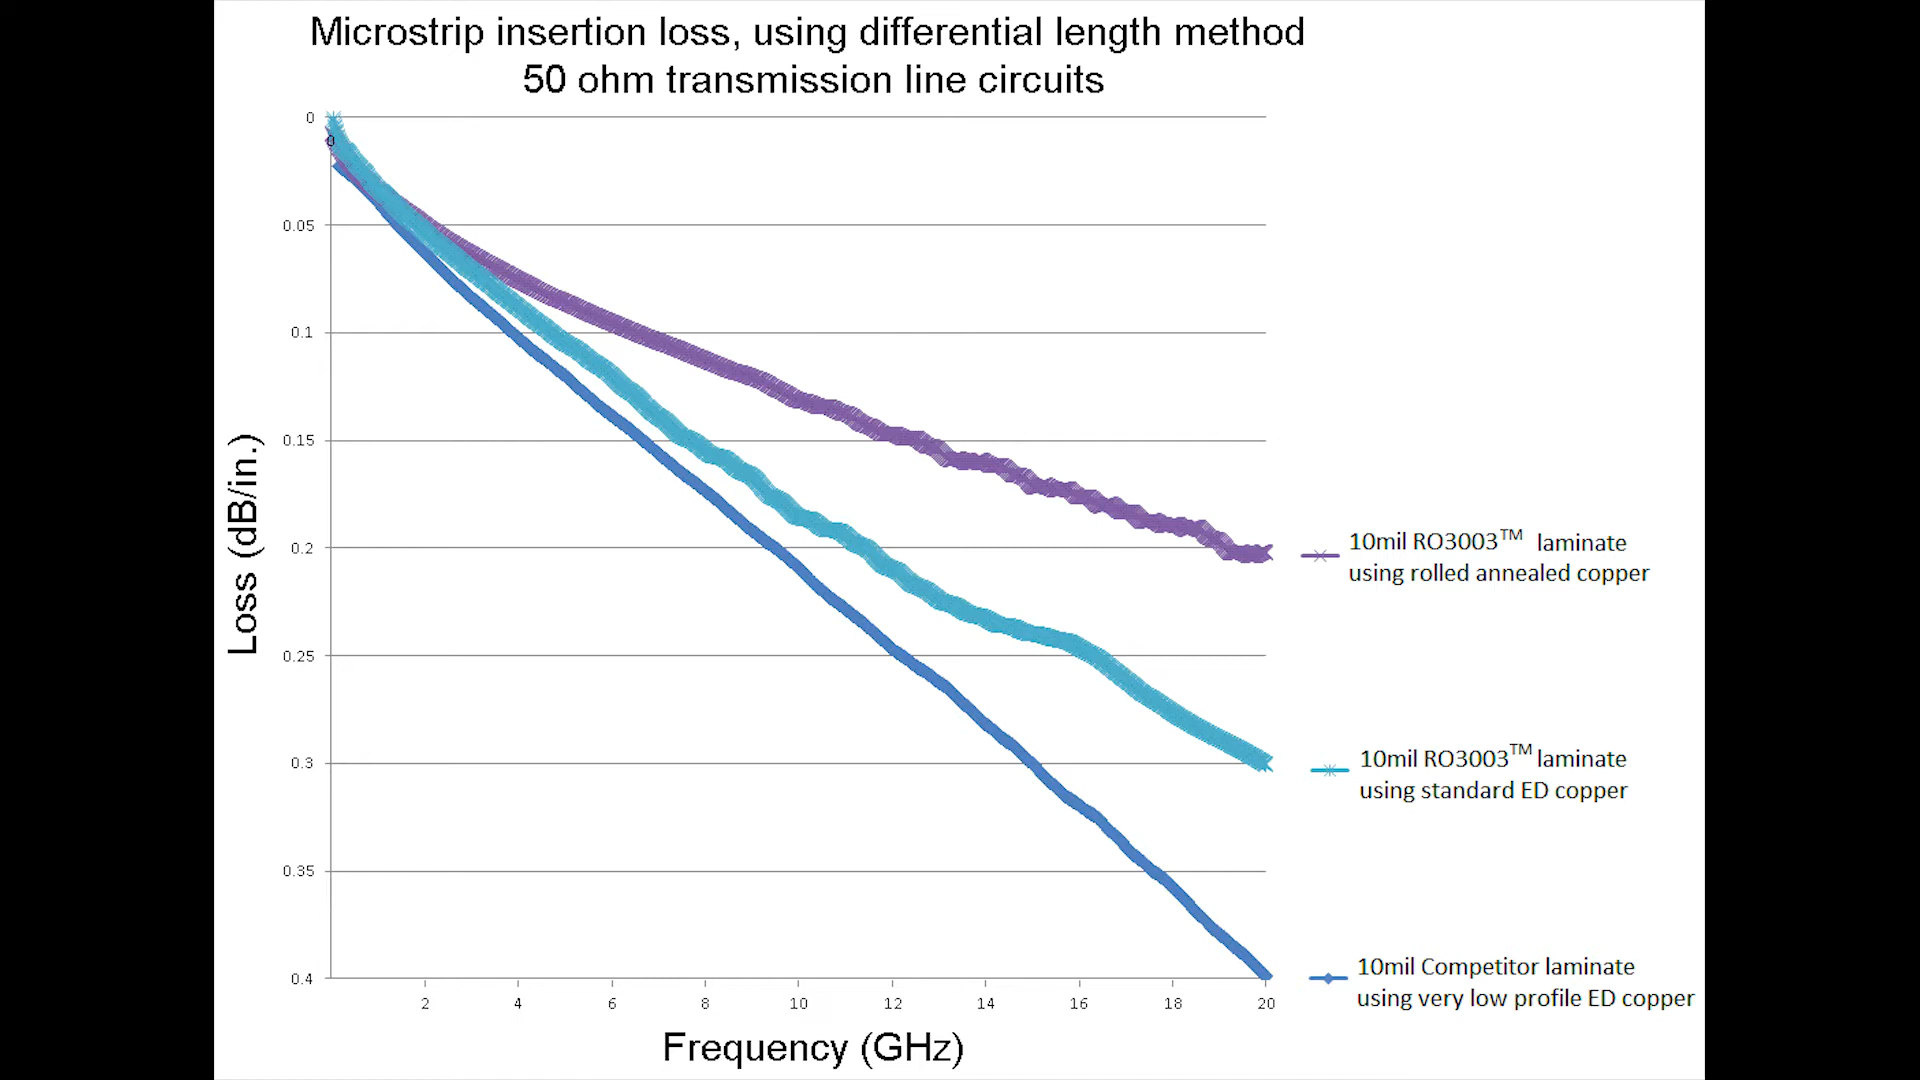 Microstrip insertion loss, using differential length method
50 ohm transmission line circuits
0
0
0.05
0.1
0.15
0.2
0.25
0.3
0.35
0.4
Loss (dB/in.)
2 4 6 8 10 12 14 16 18 20
Frequency (GHz)
10mil RO3003™ laminate
using rolled annealed copper
10mil RO3003™ laminate
using standard ED copper
10mil Competitor laminate
using very low profile ED copper